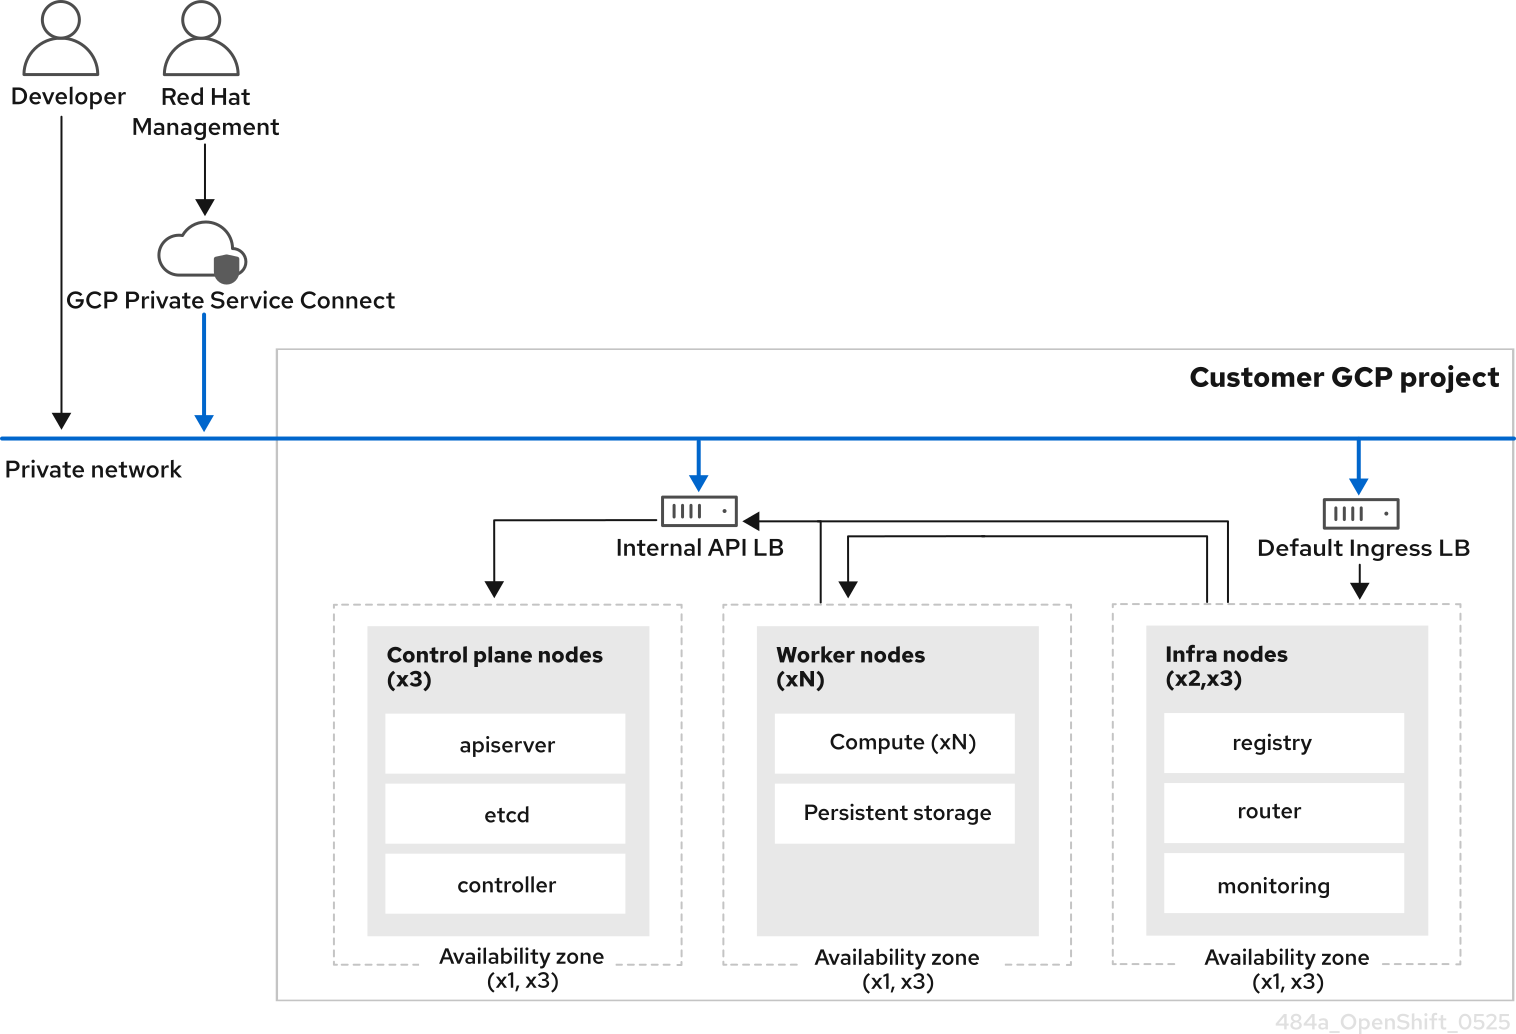 Developer
Red Hat
Management
GCP Private Service Connect
Customer GCP project
Private network
Internal API LB
Default Ingress LB
Control plane nodes
(x3)
apiserver
etcd
controller
Availability zone
(x1, x3)
Worker nodes
(xN)
Compute (xN)
Persistent storage
Availability zone
(x1, x3)
Infra nodes
(x2,x3)
registry
router
monitoring
Availability zone
(x1, x3)
484a_OpenShift_0525